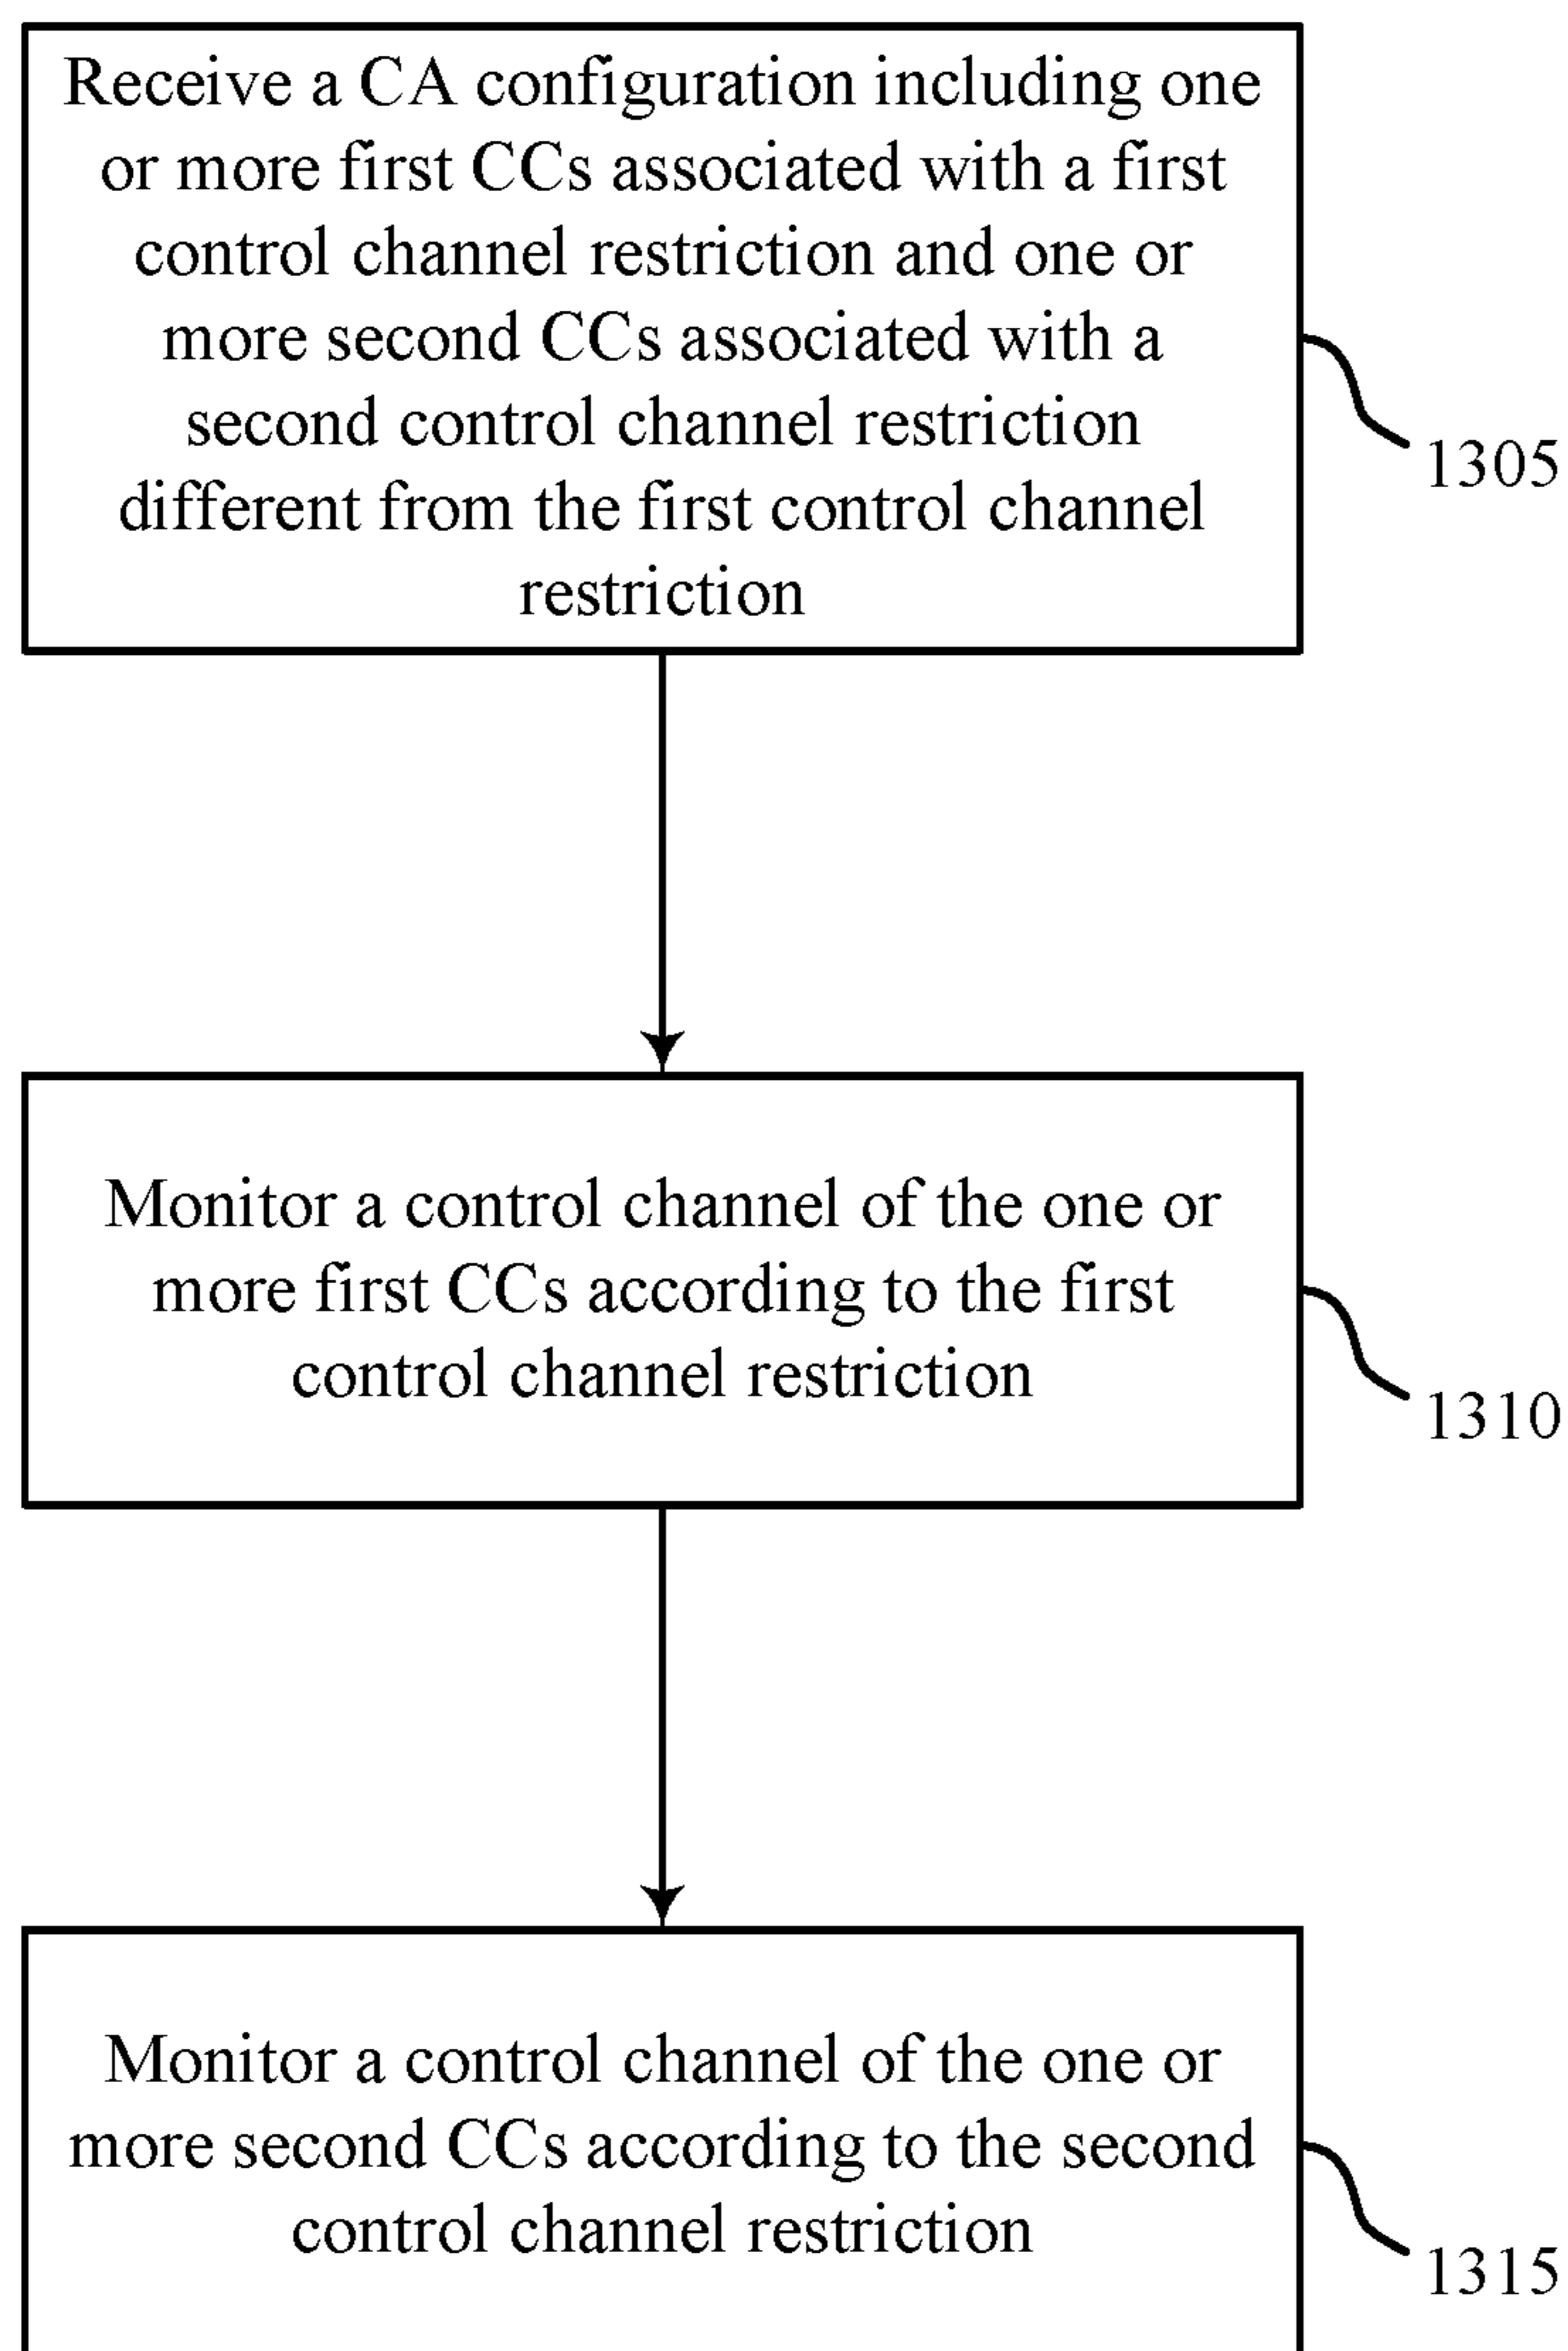 Receive a CA configuration including one
or more first CCs associated with a first
control channel restriction and one or
more second CCs associated with a
second control channel restriction
different from the first control channel
restriction
1305
Monitor a control channel of the one or
more first CCs according to the first
control channel restriction
1310
Monitor a control channel of the one or
more second CCs according to the second
control channel restriction
1315